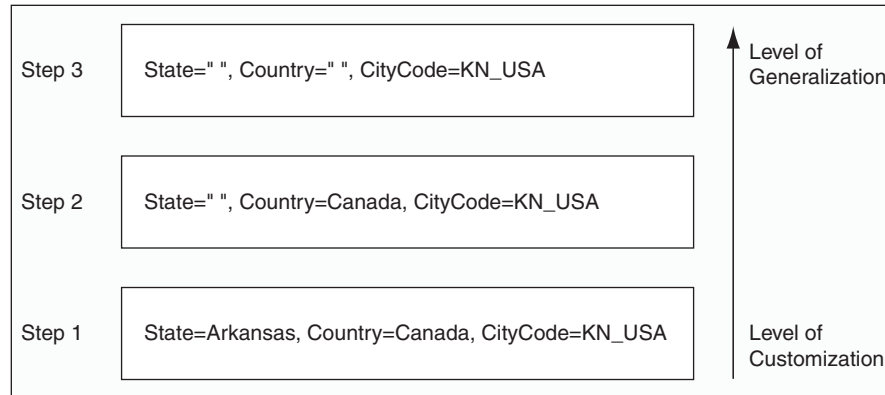 Step 3
State=" ", Country=" ", CityCode=KN_USA
Level of
Generalization
Step 2
State=" ", Country=Canada, CityCode=KN_USA
Step 1
State=Arkansas, Country=Canada, CityCode=KN_USA
Level of
Customization